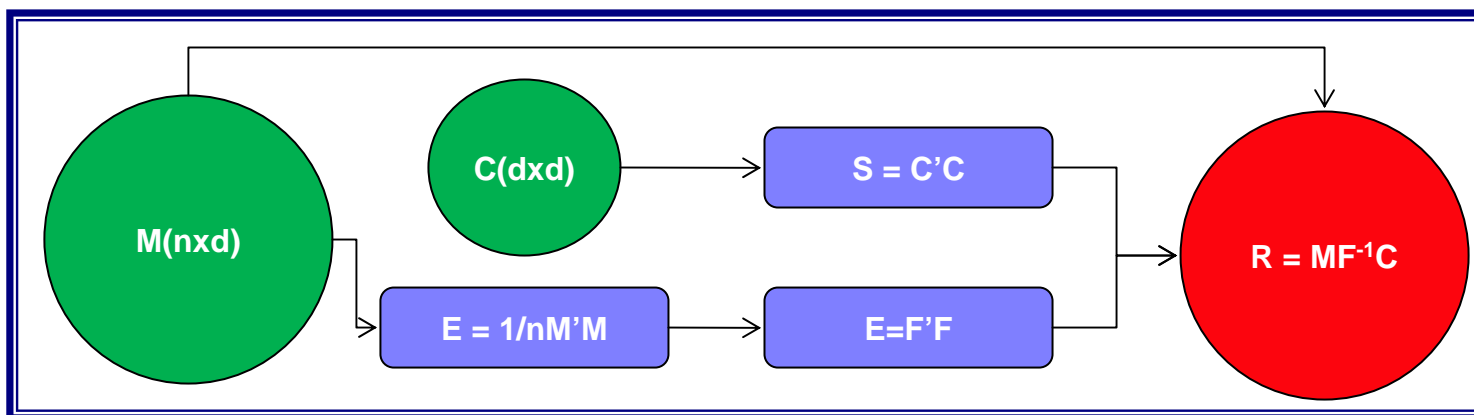 C(dxd)
S = C’C
M(nxd)
R = MF⁻¹C
E = 1/nM’M
E=F’F